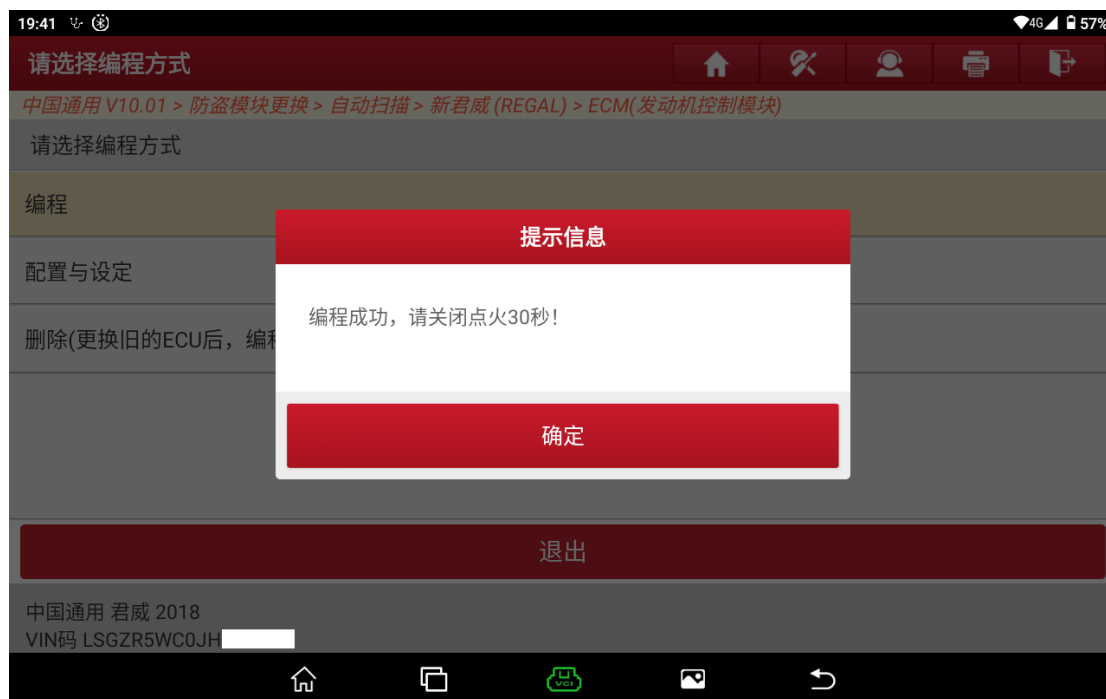 19:41
4G 57%
请选择编程方式
中国通用 V10.01 > 防盗模块更换 > 自动扫描 > 新君威 (REGAL) > ECM(发动机控制模块)
请选择编程方式
编程
配置与设定
删除(更换旧的ECU后，编
提示信息
编程成功，请关闭点火30秒！
确定
退出
中国通用 君威 2018
VIN码 LSGZR5WC0JH
VCI